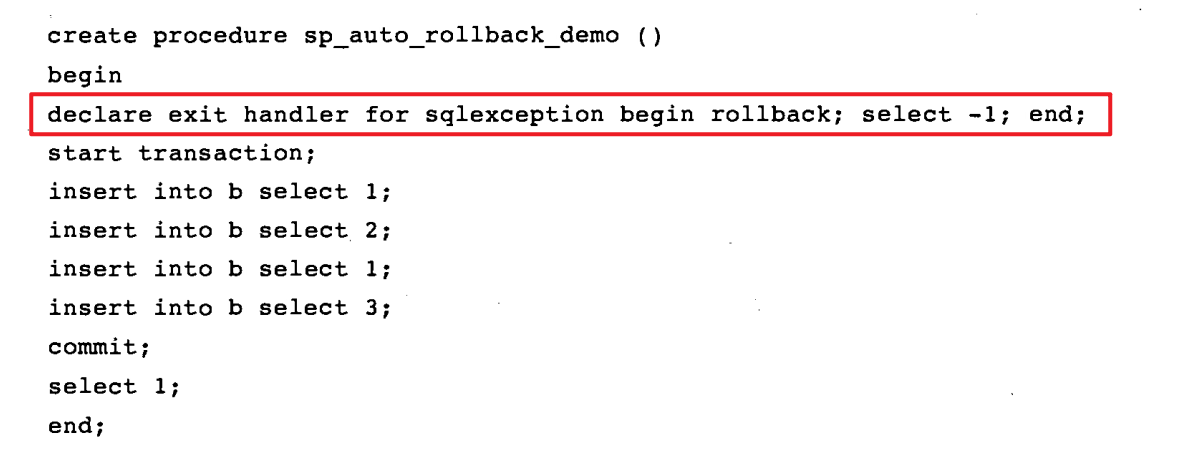 create procedure sp_auto_rollback_demo ()
begin
declare exit handler for sqlexception begin rollback; select -1; end;
start transaction;
insert into b select 1;
insert into b select 2;
insert into b select 1;
insert into b select 3;
commit;
select 1;
end;